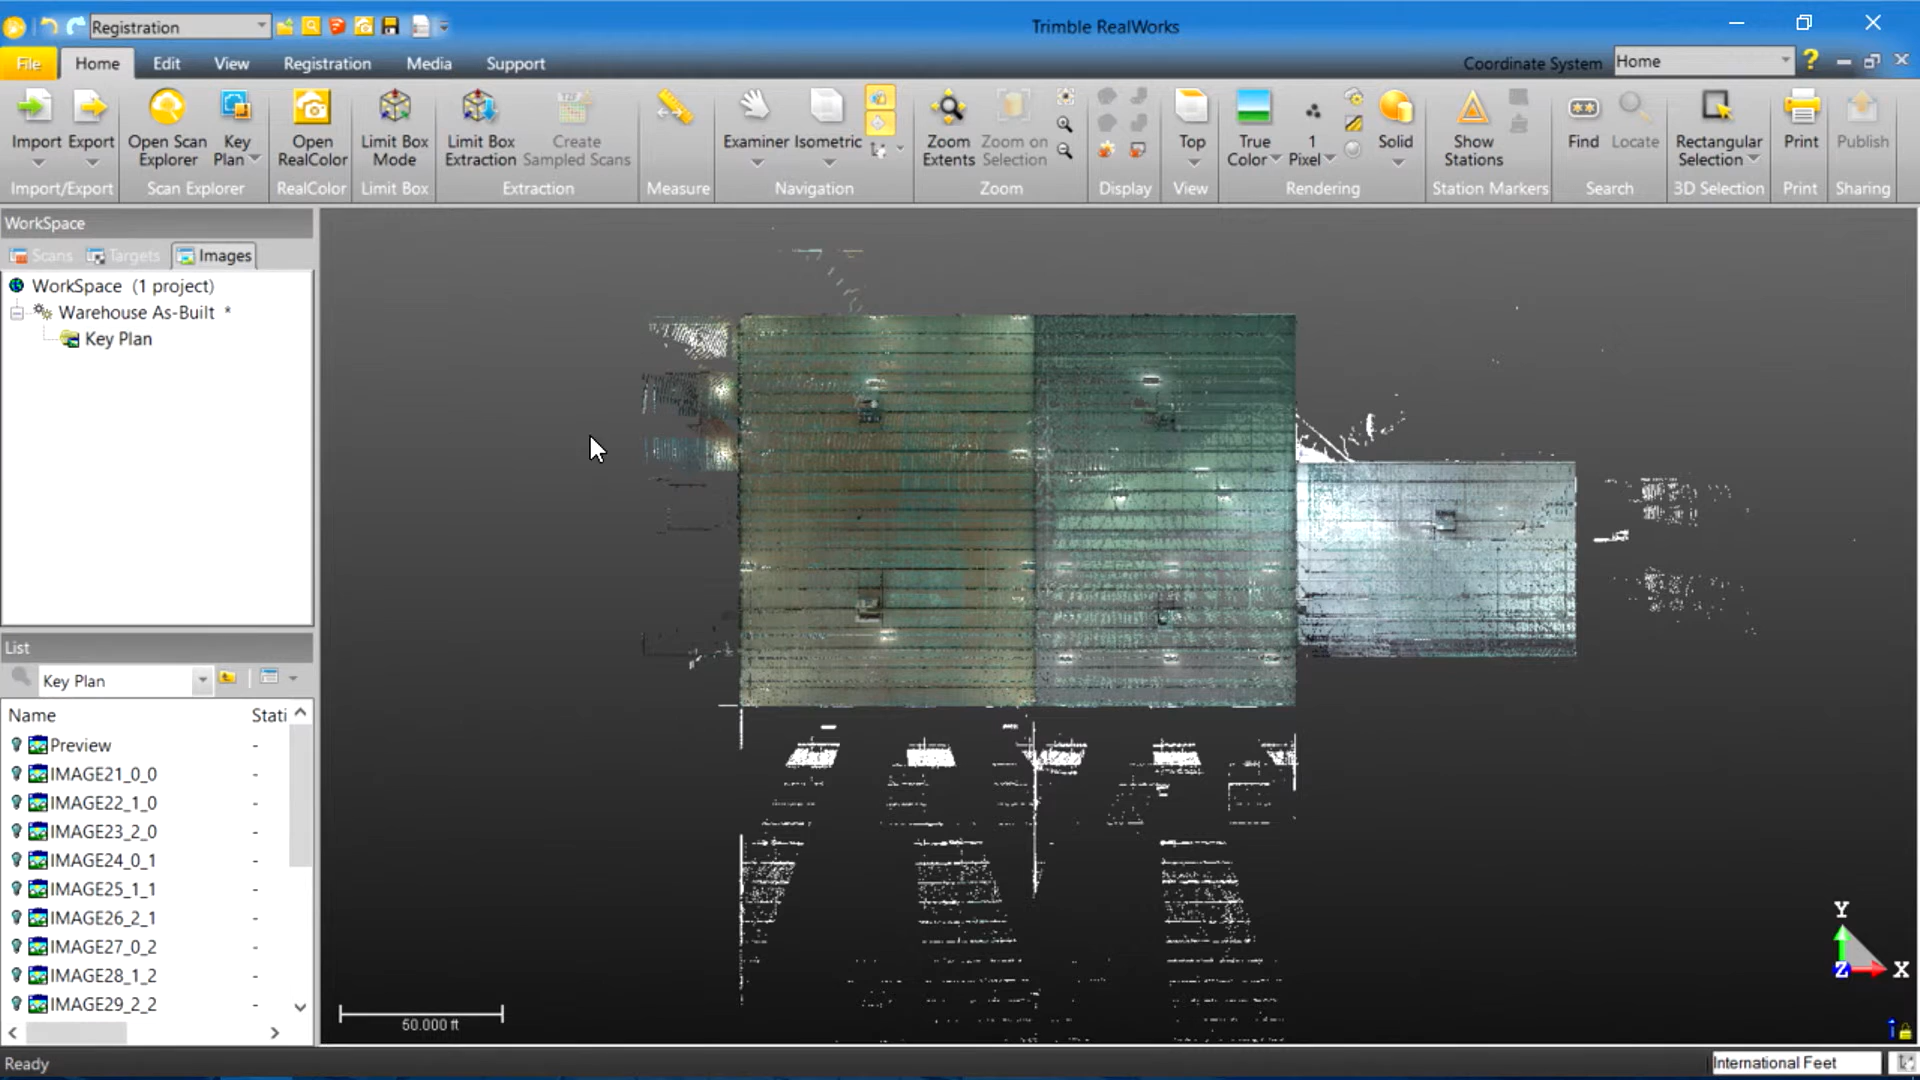 Registration
Trimble RealWorks
File Home Edit View Registration Media Support
Coordinate System Home
Import
Export
Open Scan Explorer
Key Plan
Open RealColor
Limit Box Mode
Limit Box Extraction
Create Sampled Scans
Examiner
Isometric
Zoom Extents
Zoom on Selection
Top
True Color
1 Pixel
Solid
Show Stations
Find
Locate
Rectangular Selection
Print
Publish
Import/Export
Scan Explorer
RealColor
Limit Box
Extraction
Measure
Navigation
Zoom
Display
View
Rendering
Station Markers
Search
3D Selection
Print
Sharing
WorkSpace
Scans Targets Images
WorkSpace (1 project)
Warehouse As-Built *
Key Plan
List
Key Plan
Name Stati
Preview -
IMAGE21_0_0 -
IMAGE22_1_0 -
IMAGE23_2_0 -
IMAGE24_0_1 -
IMAGE25_1_1 -
IMAGE26_2_1 -
IMAGE27_0_2 -
IMAGE28_1_2 -
IMAGE29_2_2 -
50.000 ft
Y
Z
X
Ready
International Feet